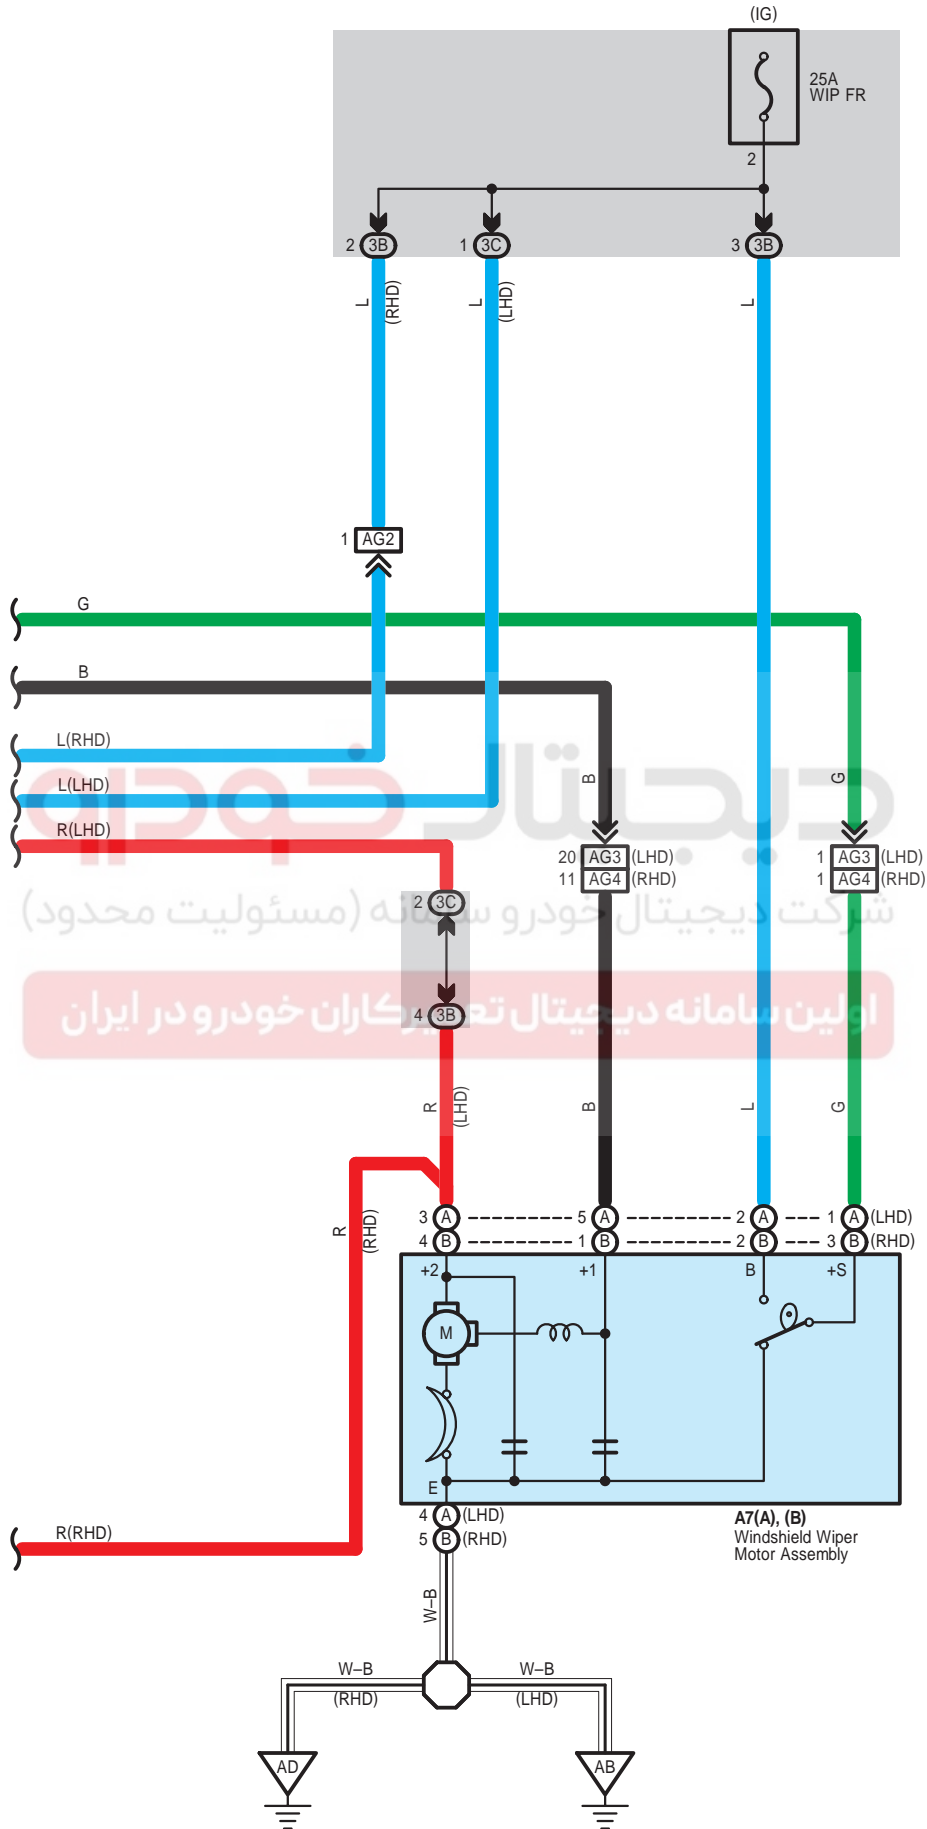 (IG)
25A
WIP FR
2
2 3B
1 3C
3 3B
L
(RHD)
L
(LHD)
L
1 AG2
G
B
L(RHD)
L(LHD)
R(LHD)
دیجیتال خودرو
B
G
20 AG3 (LHD)
11 AG4 (RHD)
1 AG3 (LHD)
1 AG4 (RHD)
2 3C
شرکت دیجیتال خودرو سامانه (مسئولیت محدود)
اولین سامانه دیجیتال تعمیرکاران خودرو در ایران
4 3B
R
(LHD)
B
L
G
R
(RHD)
3 A 5 A 2 A 1 A (LHD)
4 B 1 B 2 B 3 B (RHD)
+2 +1 B +S
M
E
4 A (LHD)
5 B (RHD)
A7(A), (B)
Windshield Wiper
Motor Assembly
R(RHD)
W–B
W–B
(RHD)
W–B
(LHD)
AD
AB